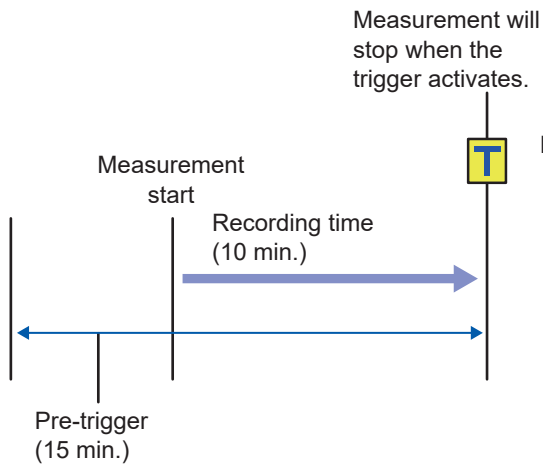 Measurement will
stop when the
trigger activates.
T
Measurement
start
Recording time
(10 min.)
Pre-trigger
(15 min.)